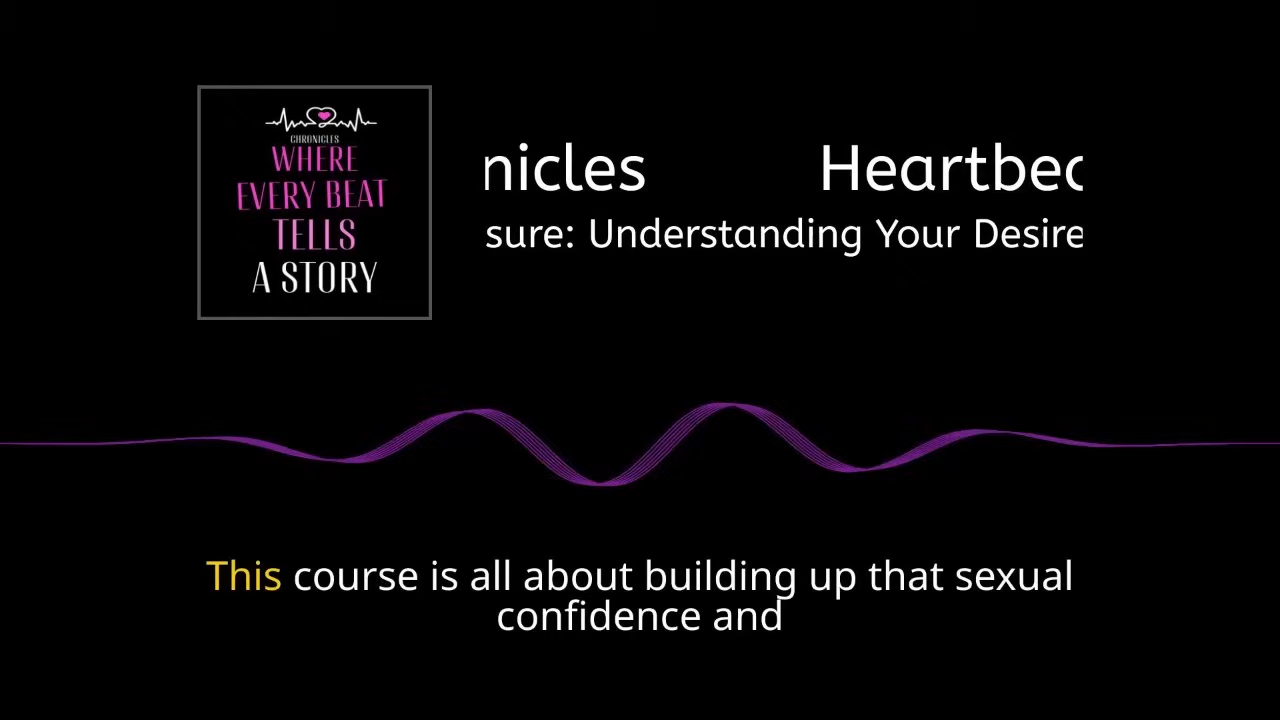 CHRONICLES
WHERE
EVERY BEAT
TELLS
A STORY
nicles Heartbea
sure: Understanding Your Desire
This course is all about building up that sexual
confidence and